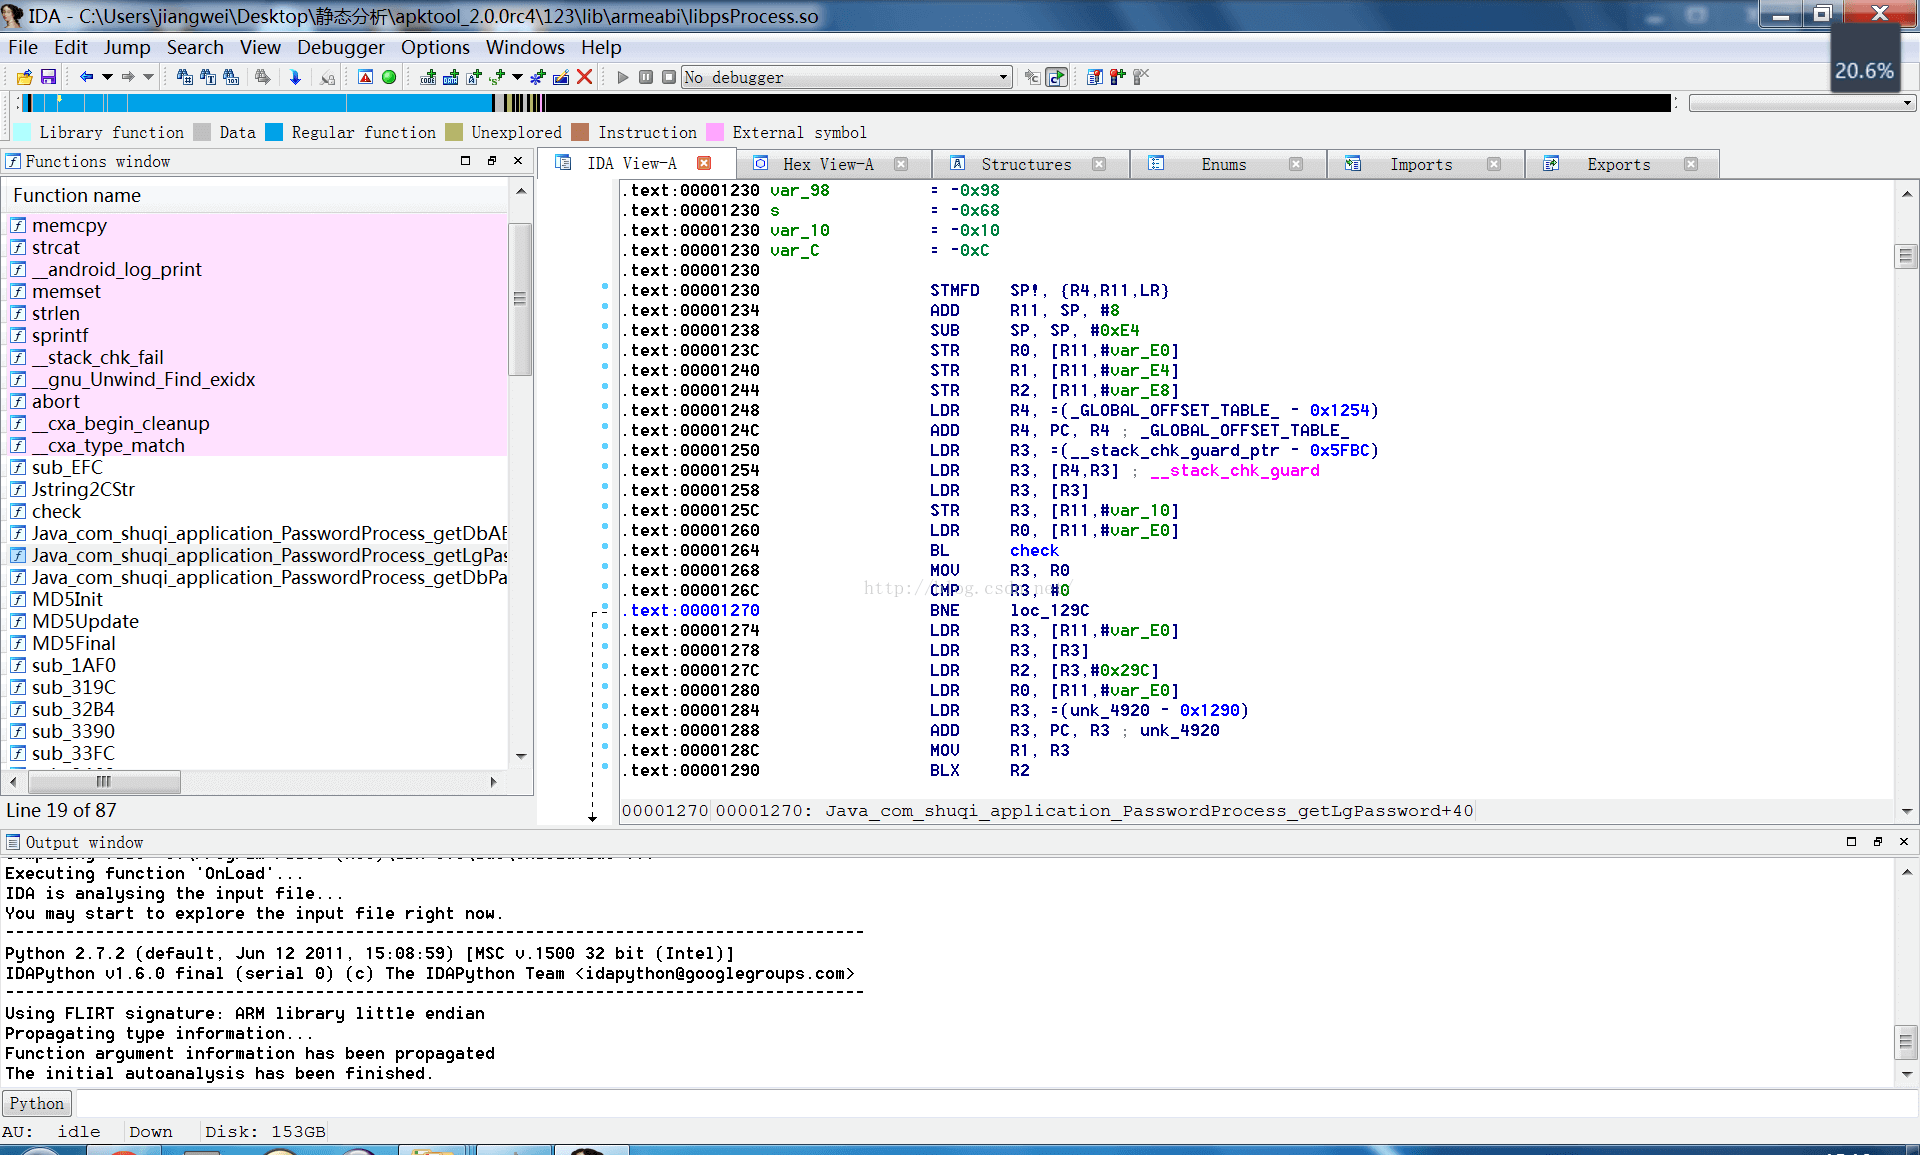 IDA - C:\Users\jiangwei\Desktop\静态分析\apktool_2.0.0rc4\123\lib\armeabi\libpsProcess.so
File Edit Jump Search View Debugger Options Windows Help
20.6%
No debugger
Library function Data Regular function Unexplored Instruction External symbol
Functions window
Function name
memcpy
strcat
__android_log_print
memset
strlen
sprintf
__stack_chk_fail
__gnu_Unwind_Find_exidx
abort
__cxa_begin_cleanup
__cxa_type_match
sub_EFC
Jstring2CStr
check
Java_com_shuqi_application_PasswordProcess_getDbAE
Java_com_shuqi_application_PasswordProcess_getLgPas
Java_com_shuqi_application_PasswordProcess_getDbPa
MD5Init
MD5Update
MD5Final
sub_1AF0
sub_319C
sub_32B4
sub_3390
sub_33FC
Line 19 of 87
IDA View-A Hex View-A Structures Enums Imports Exports
.text:00001230 var_98 = -0x98
.text:00001230 s = -0x68
.text:00001230 var_10 = -0x10
.text:00001230 var_C = -0xC
.text:00001230
.text:00001230 STMFD SP!, {R4,R11,LR}
.text:00001234 ADD R11, SP, #8
.text:00001238 SUB SP, SP, #0xE4
.text:0000123C STR R0, [R11,#var_E0]
.text:00001240 STR R1, [R11,#var_E4]
.text:00001244 STR R2, [R11,#var_E8]
.text:00001248 LDR R4, =(_GLOBAL_OFFSET_TABLE_ - 0x1254)
.text:0000124C ADD R4, PC, R4 ; _GLOBAL_OFFSET_TABLE_
.text:00001250 LDR R3, =(__stack_chk_guard_ptr - 0x5FBC)
.text:00001254 LDR R3, [R4,R3] ; __stack_chk_guard
.text:00001258 LDR R3, [R3]
.text:0000125C STR R3, [R11,#var_10]
.text:00001260 LDR R0, [R11,#var_E0]
.text:00001264 BL check
.text:00001268 MOV R3, R0
http://blog.csdn.net/
.text:0000126C CMP R3, #0
.text:00001270 BNE loc_129C
.text:00001274 LDR R3, [R11,#var_E0]
.text:00001278 LDR R3, [R3]
.text:0000127C LDR R2, [R3,#0x29C]
.text:00001280 LDR R0, [R11,#var_E0]
.text:00001284 LDR R3, =(unk_4920 - 0x1290)
.text:00001288 ADD R3, PC, R3 ; unk_4920
.text:0000128C MOV R1, R3
.text:00001290 BLX R2
00001270 00001270: Java_com_shuqi_application_PasswordProcess_getLgPassword+40
Output window
Executing function 'OnLoad'...
IDA is analysing the input file...
You may start to explore the input file right now.
--------------------------------------------------------------------------------------
Python 2.7.2 (default, Jun 12 2011, 15:08:59) [MSC v.1500 32 bit (Intel)]
IDAPython v1.6.0 final (serial 0) (c) The IDAPython Team <idapython@googlegroups.com>
--------------------------------------------------------------------------------------
Using FLIRT signature: ARM library little endian
Propagating type information...
Function argument information has been propagated
The initial autoanalysis has been finished.
Python
AU: idle Down Disk: 153GB